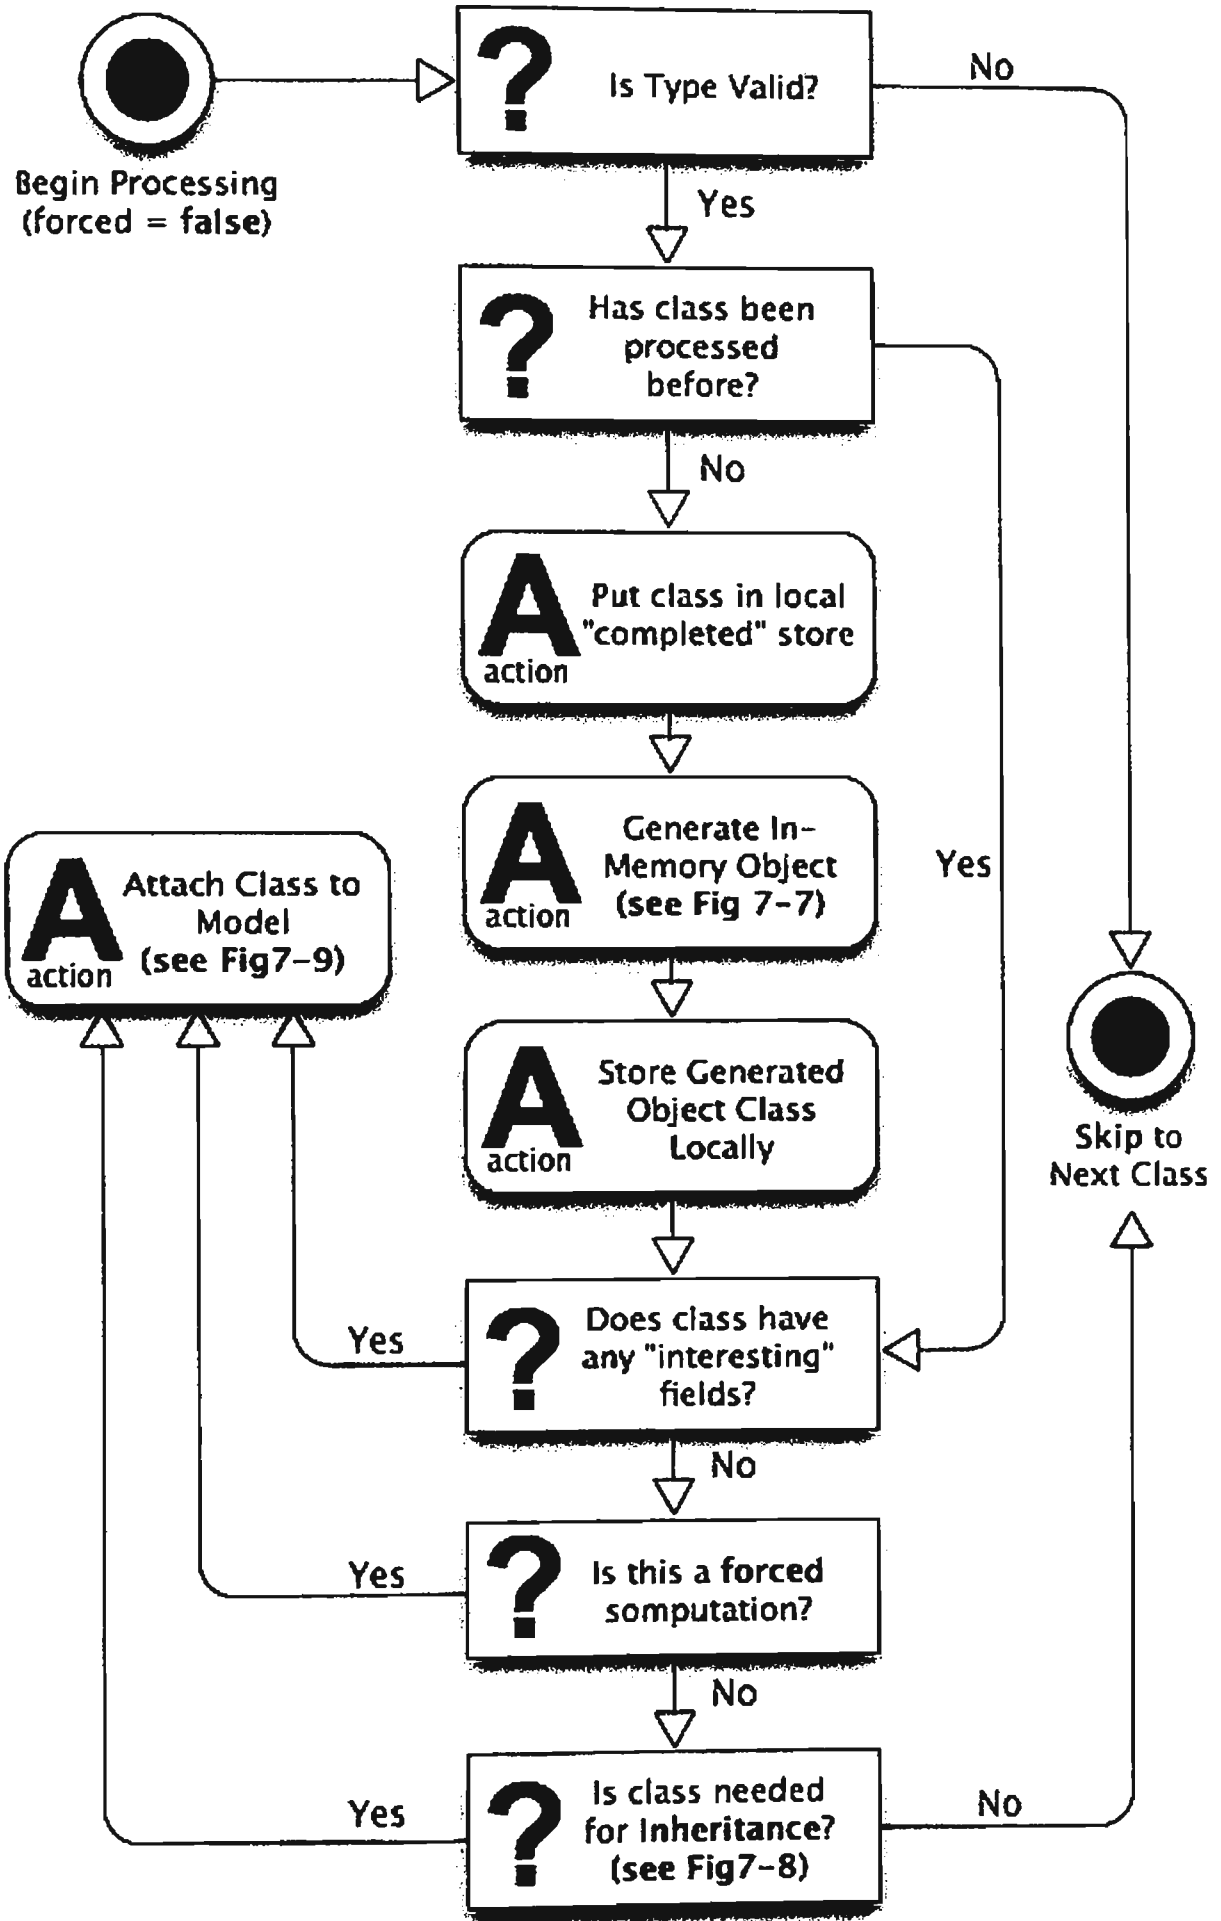 ?
Is Type Valid?
No
Begin Processing
(forced = false)
Yes
?
Has class been
processed
before?
No
A
action
Put class in local
"completed" store
A
action
Generate In-
Memory Object
(see Fig 7-7)
Yes
A
action
Attach Class to
Model
(see Fig7-9)
A
action
Store Generated
Object Class
Locally
Skip to
Next Class
?
Does class have
any "interesting"
fields?
Yes
No
?
Is this a forced
somputation?
Yes
No
?
Is class needed
for Inheritance?
(see Fig7-8)
Yes
No